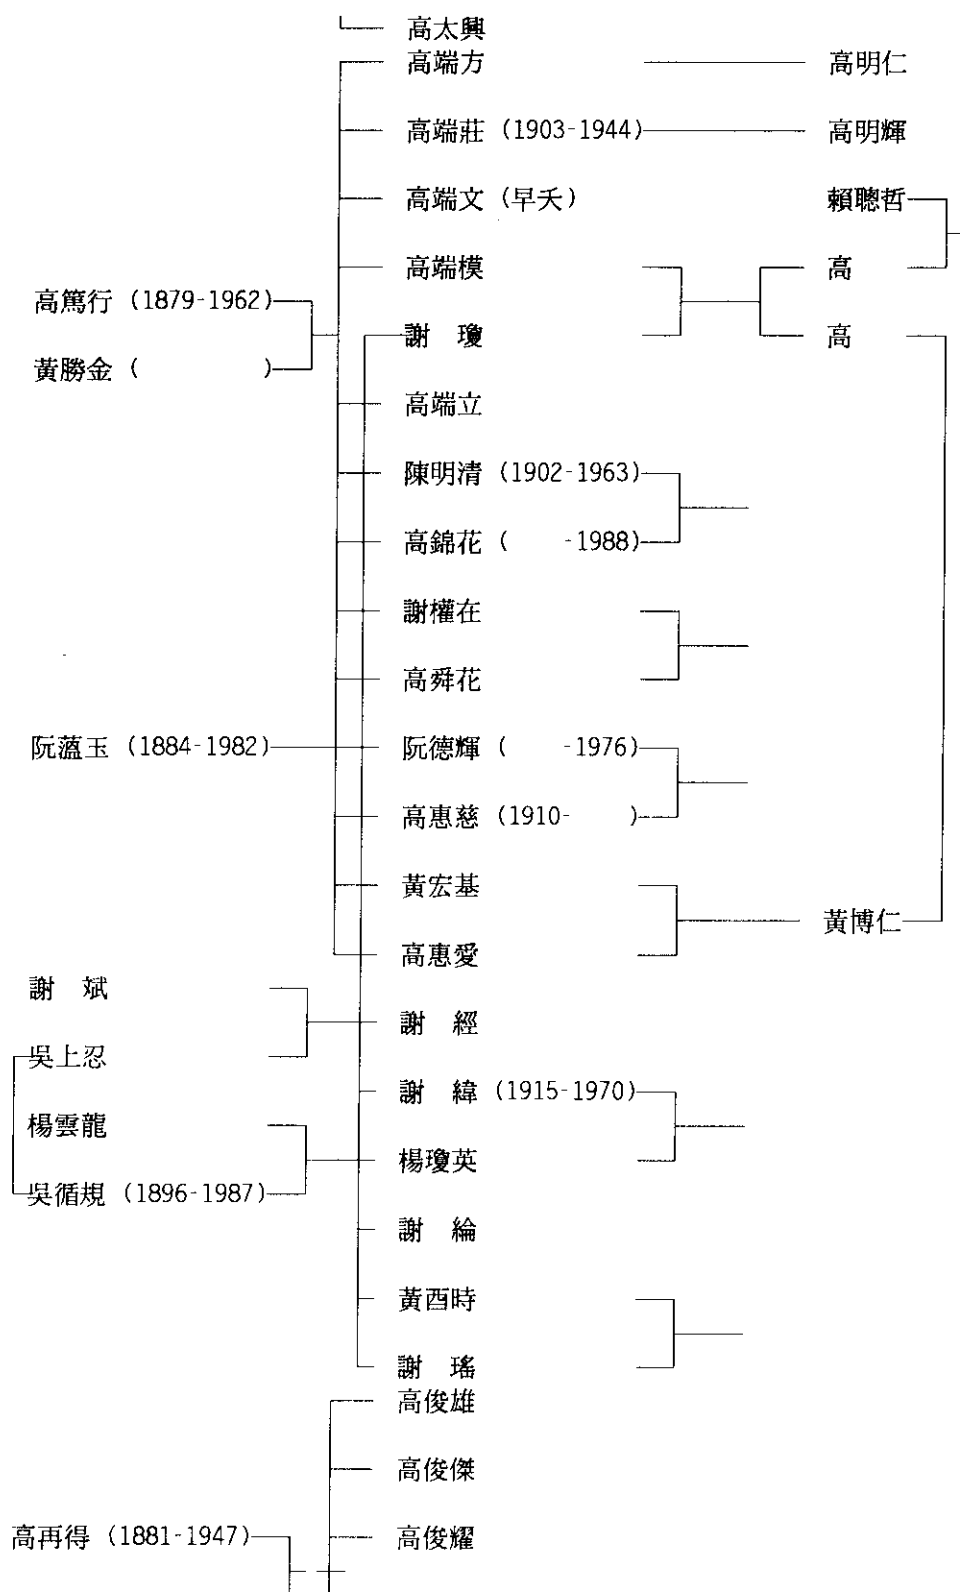 高太興
高端方 高明仁
高端莊 (1903-1944) 高明輝
高端文 (早夭) 賴聰哲
高端模 高
高篤行 (1879-1962)
謝 瓊 高
黃勝金 ( )
高端立
陳明清 (1902-1963)
高錦花 ( -1988)
謝權在
高舜花
阮薀玉 (1884-1982) 阮德輝 ( -1976)
高惠慈 (1910- )
黃宏基
黃博仁
高惠愛
謝 斌
謝 經
吳上忍
謝 緯 (1915-1970)
楊雲龍
楊瓊英
吳循規 (1896-1987)
謝 綸
黃酉時
謝 瑤
高俊雄
高俊傑
高再得 (1881-1947) 高俊耀